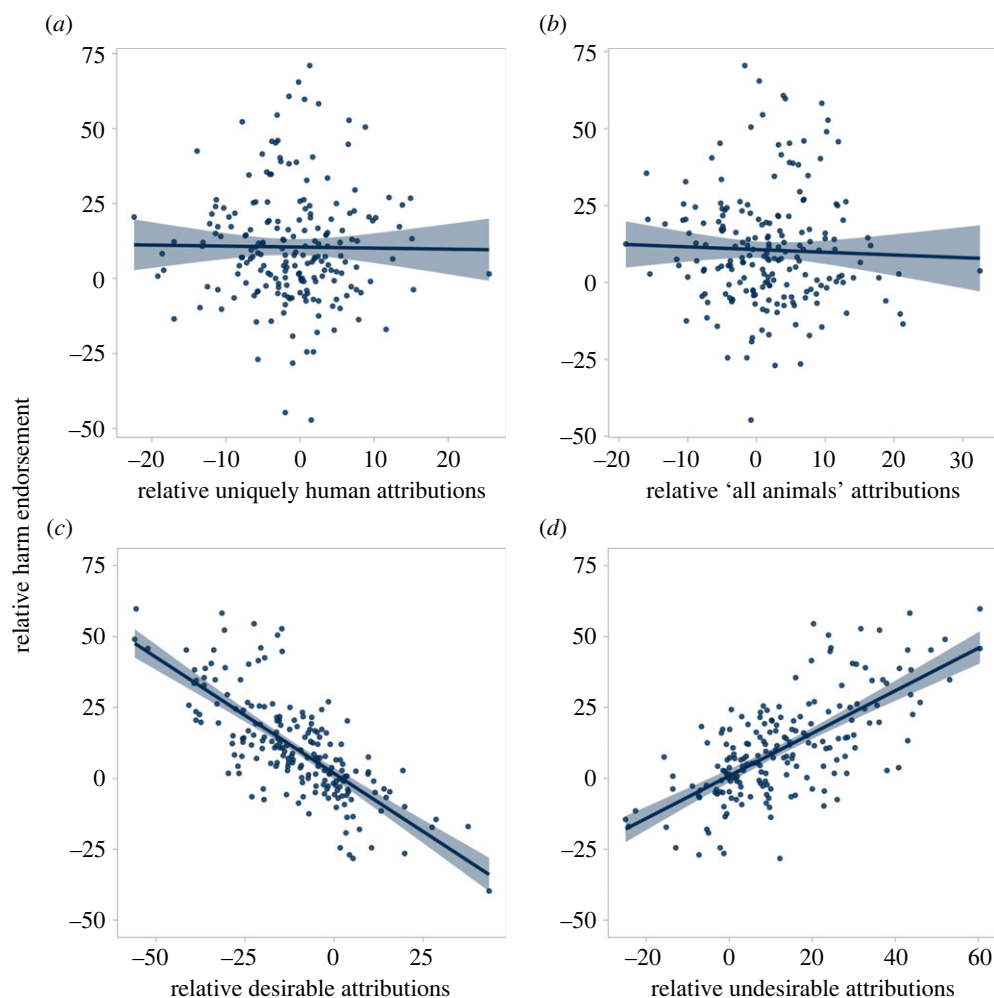 (a)
75
50
25
0
–25
–50
–20 –10 0 10 20
relative uniquely human attributions
(b)
75
50
25
0
–25
–50
–20 –10 0 10 20 30
relative ‘all animals’ attributions
relative harm endorsement
(c)
75
50
25
0
–25
–50
–50 –25 0 25
relative desirable attributions
(d)
75
50
25
0
–25
–50
–20 0 20 40 60
relative undesirable attributions